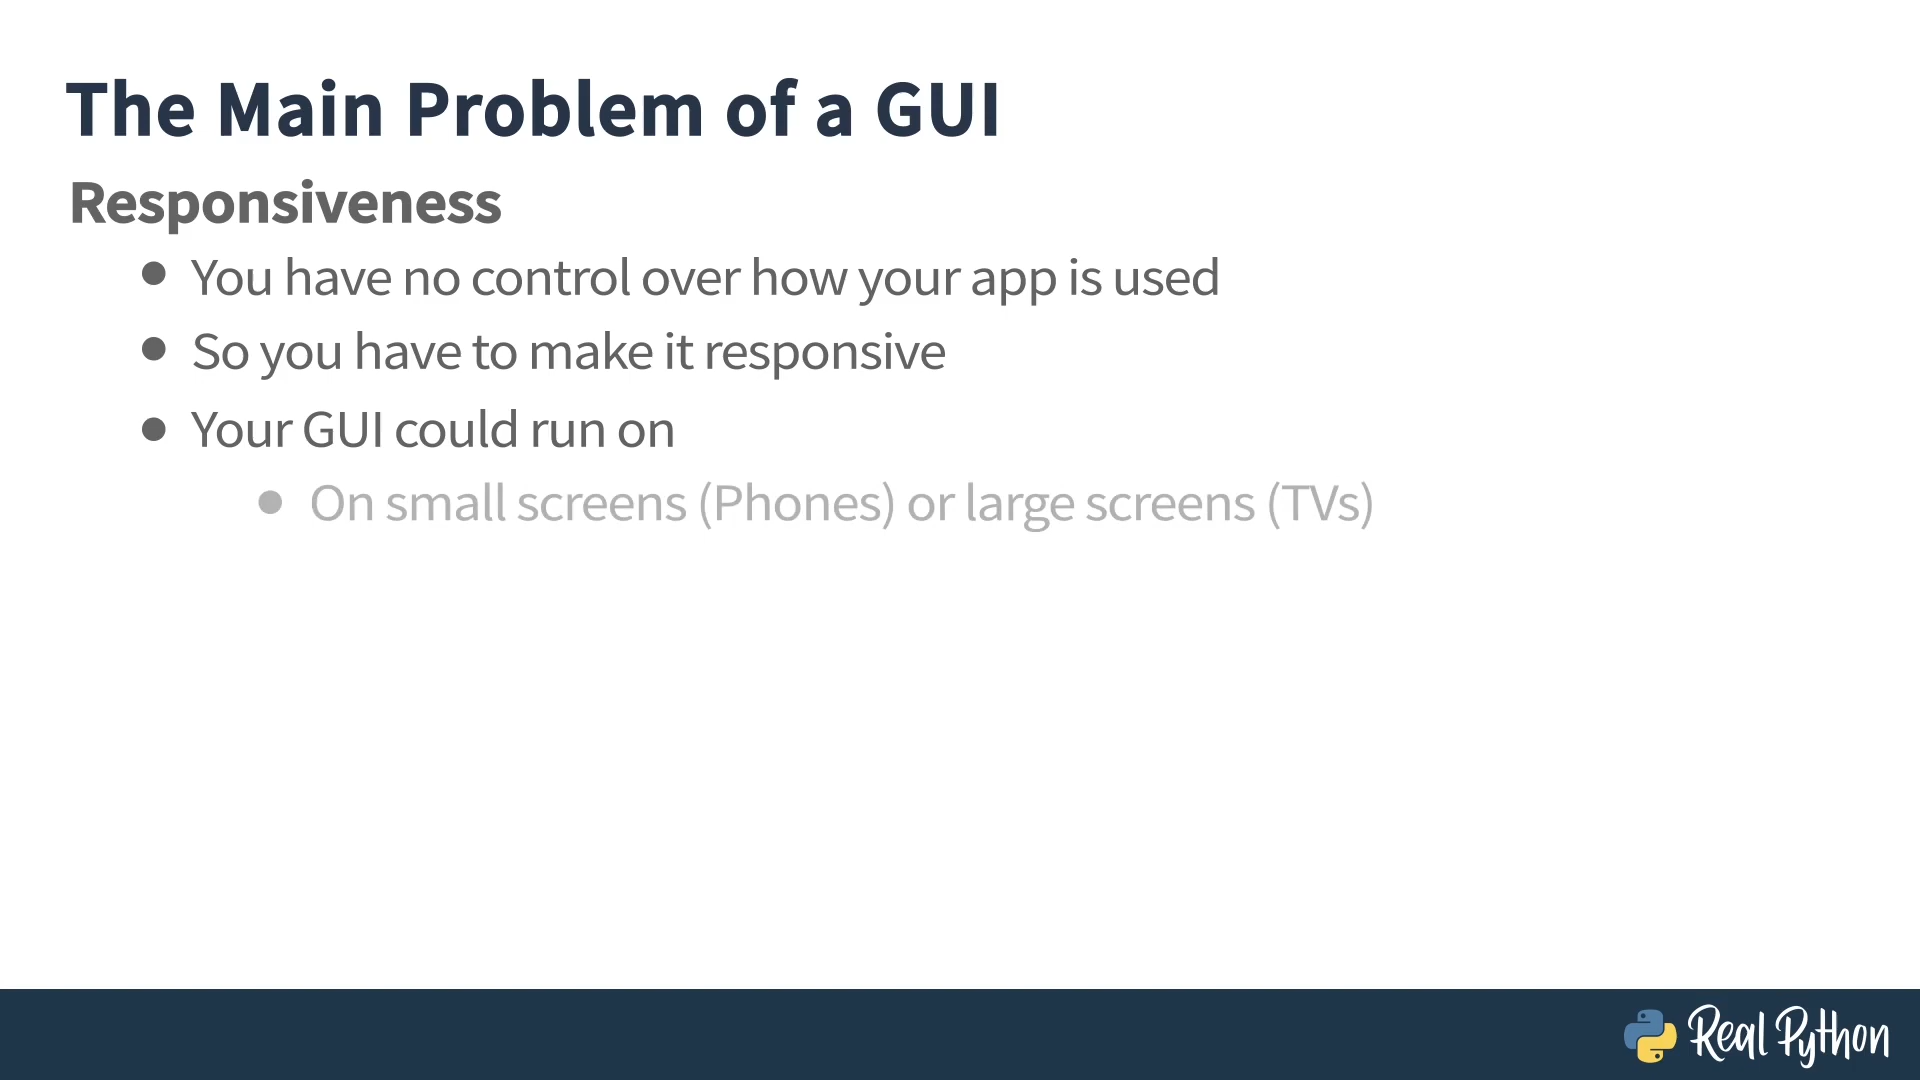 The Main Problem of a GUI
Responsiveness
● You have no control over how your app is used
● So you have to make it responsive
● Your GUI could run on
● On small screens (Phones) or large screens (TVs)
Real Python